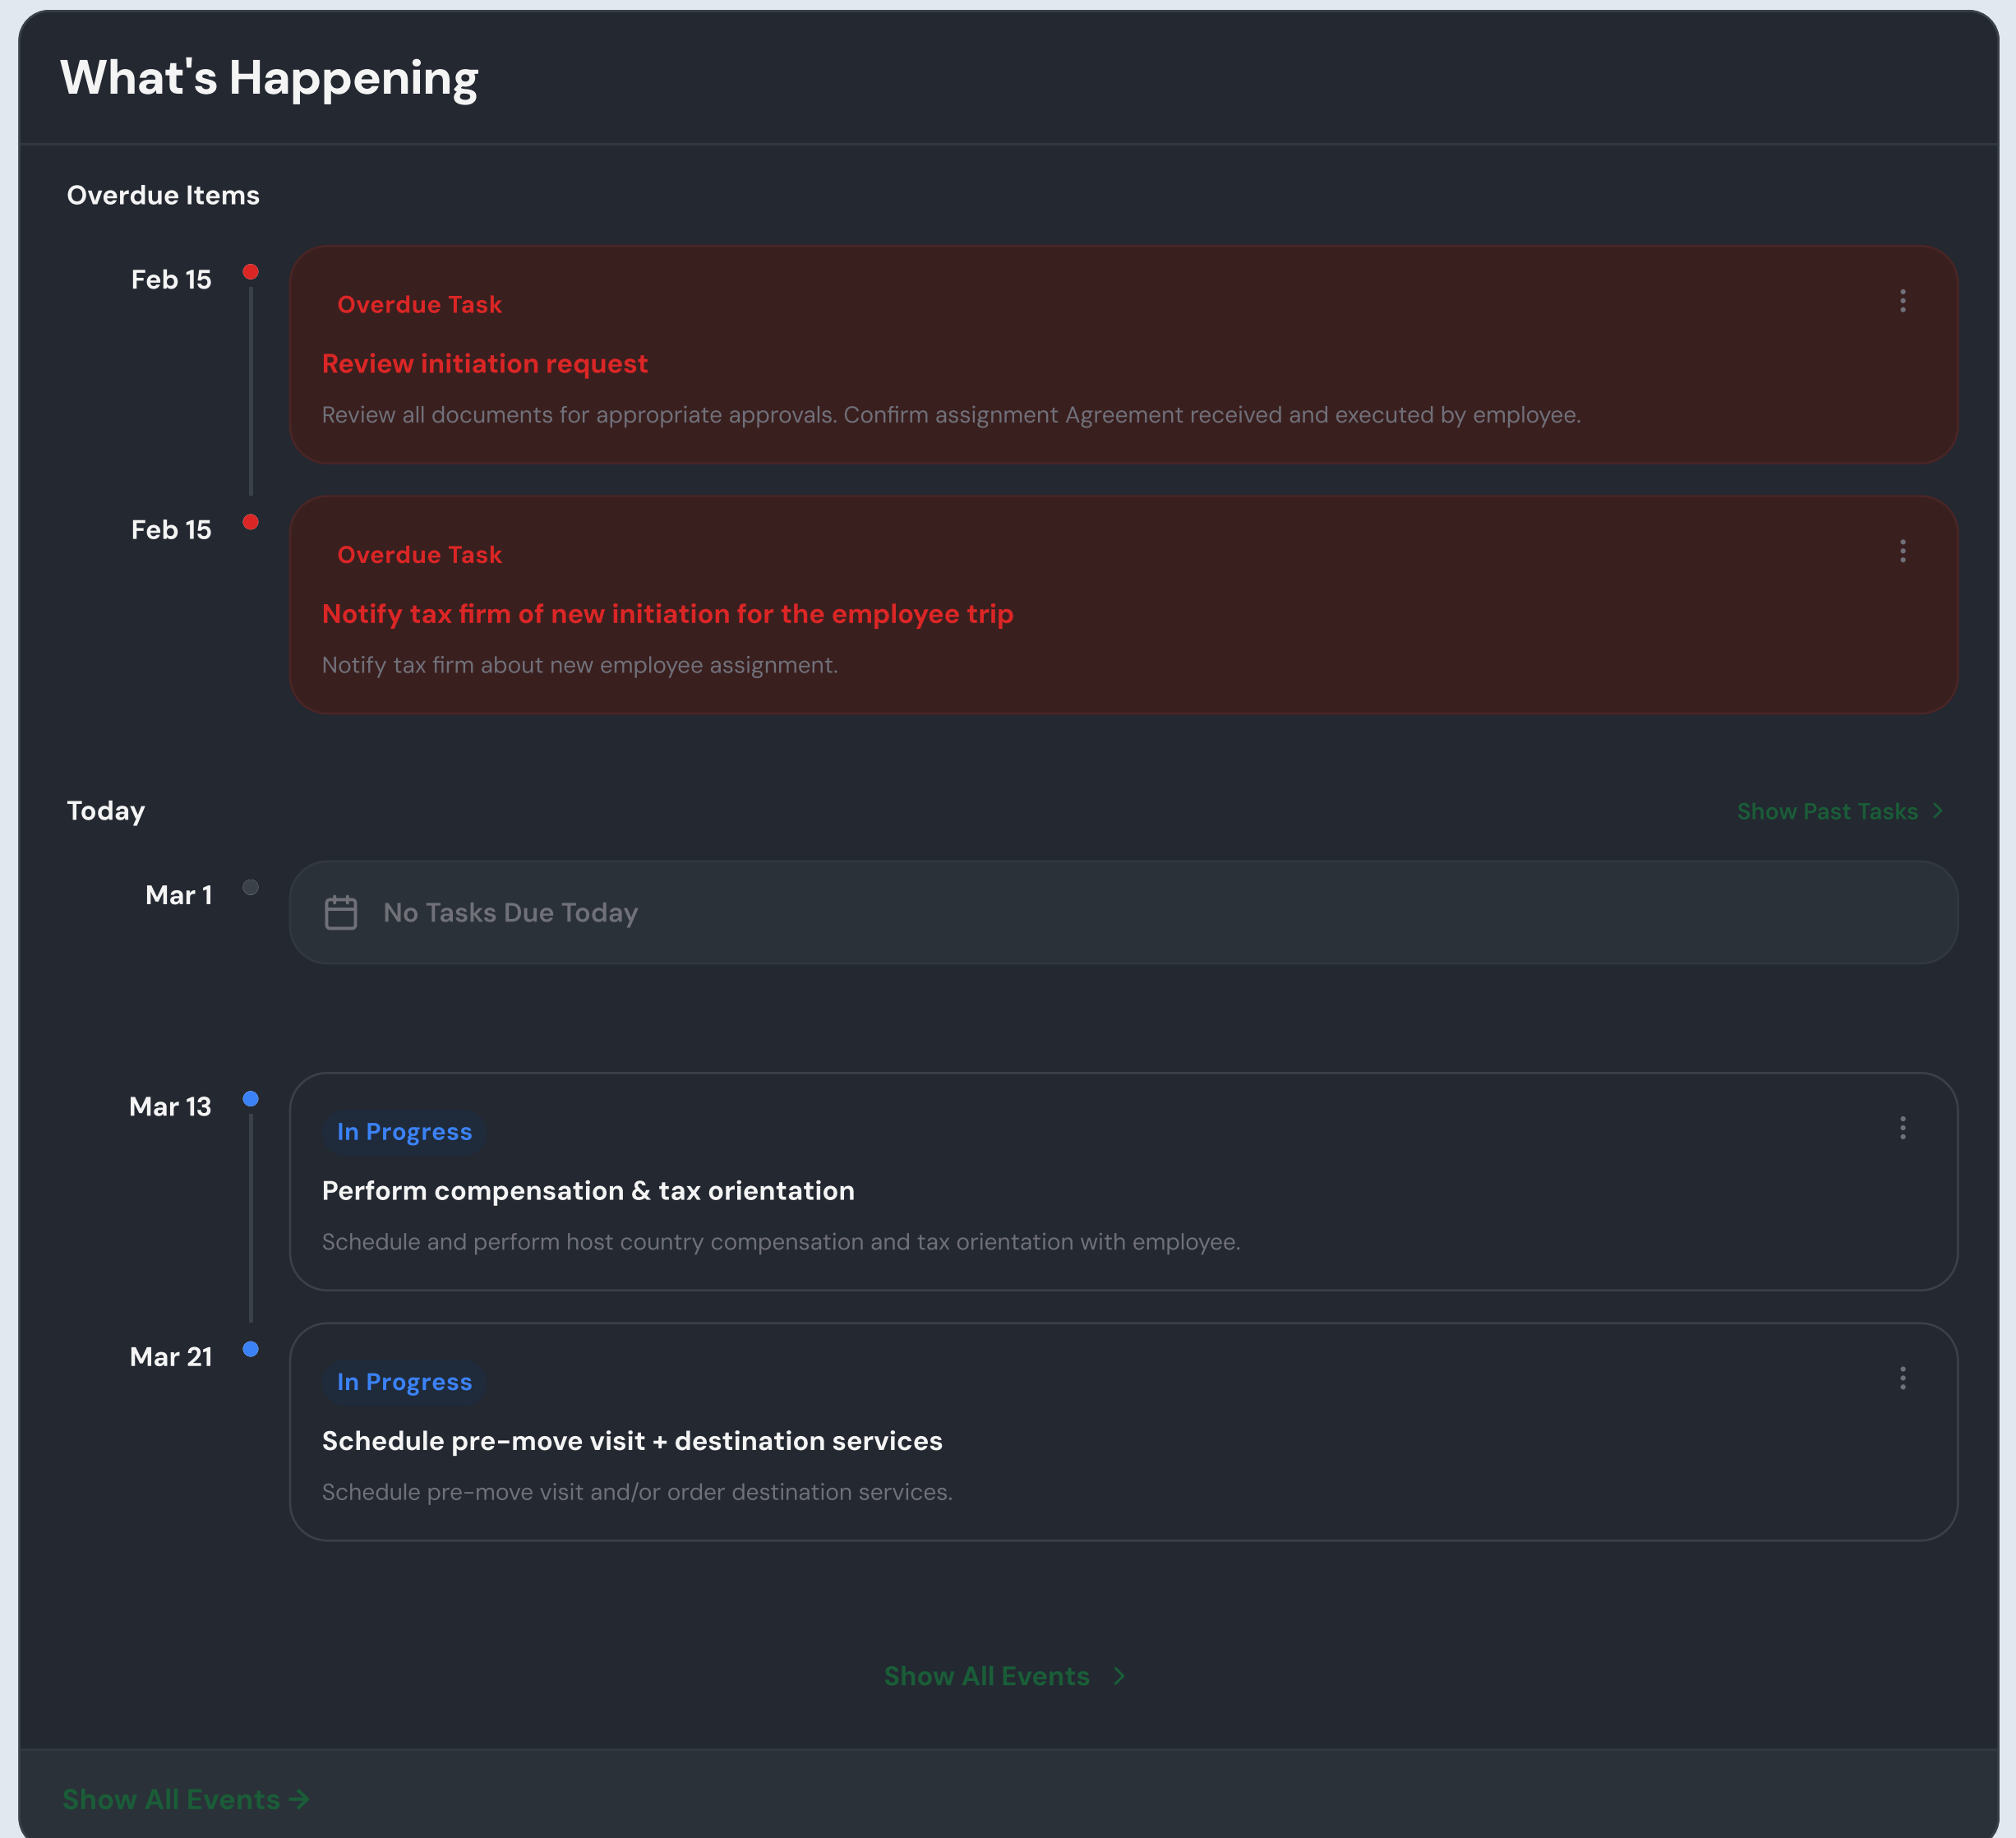 What's Happening
Overdue Items
Feb 15
Overdue Task
Review initiation request
Review all documents for appropriate approvals. Confirm assignment Agreement received and executed by employee.
Feb 15
Overdue Task
Notify tax firm of new initiation for the employee trip
Notify tax firm about new employee assignment.
Today
Show Past Tasks
Mar 1
No Tasks Due Today
Mar 13
In Progress
Perform compensation & tax orientation
Schedule and perform host country compensation and tax orientation with employee.
Mar 21
In Progress
Schedule pre-move visit + destination services
Schedule pre-move visit and/or order destination services.
Show All Events
Show All Events →